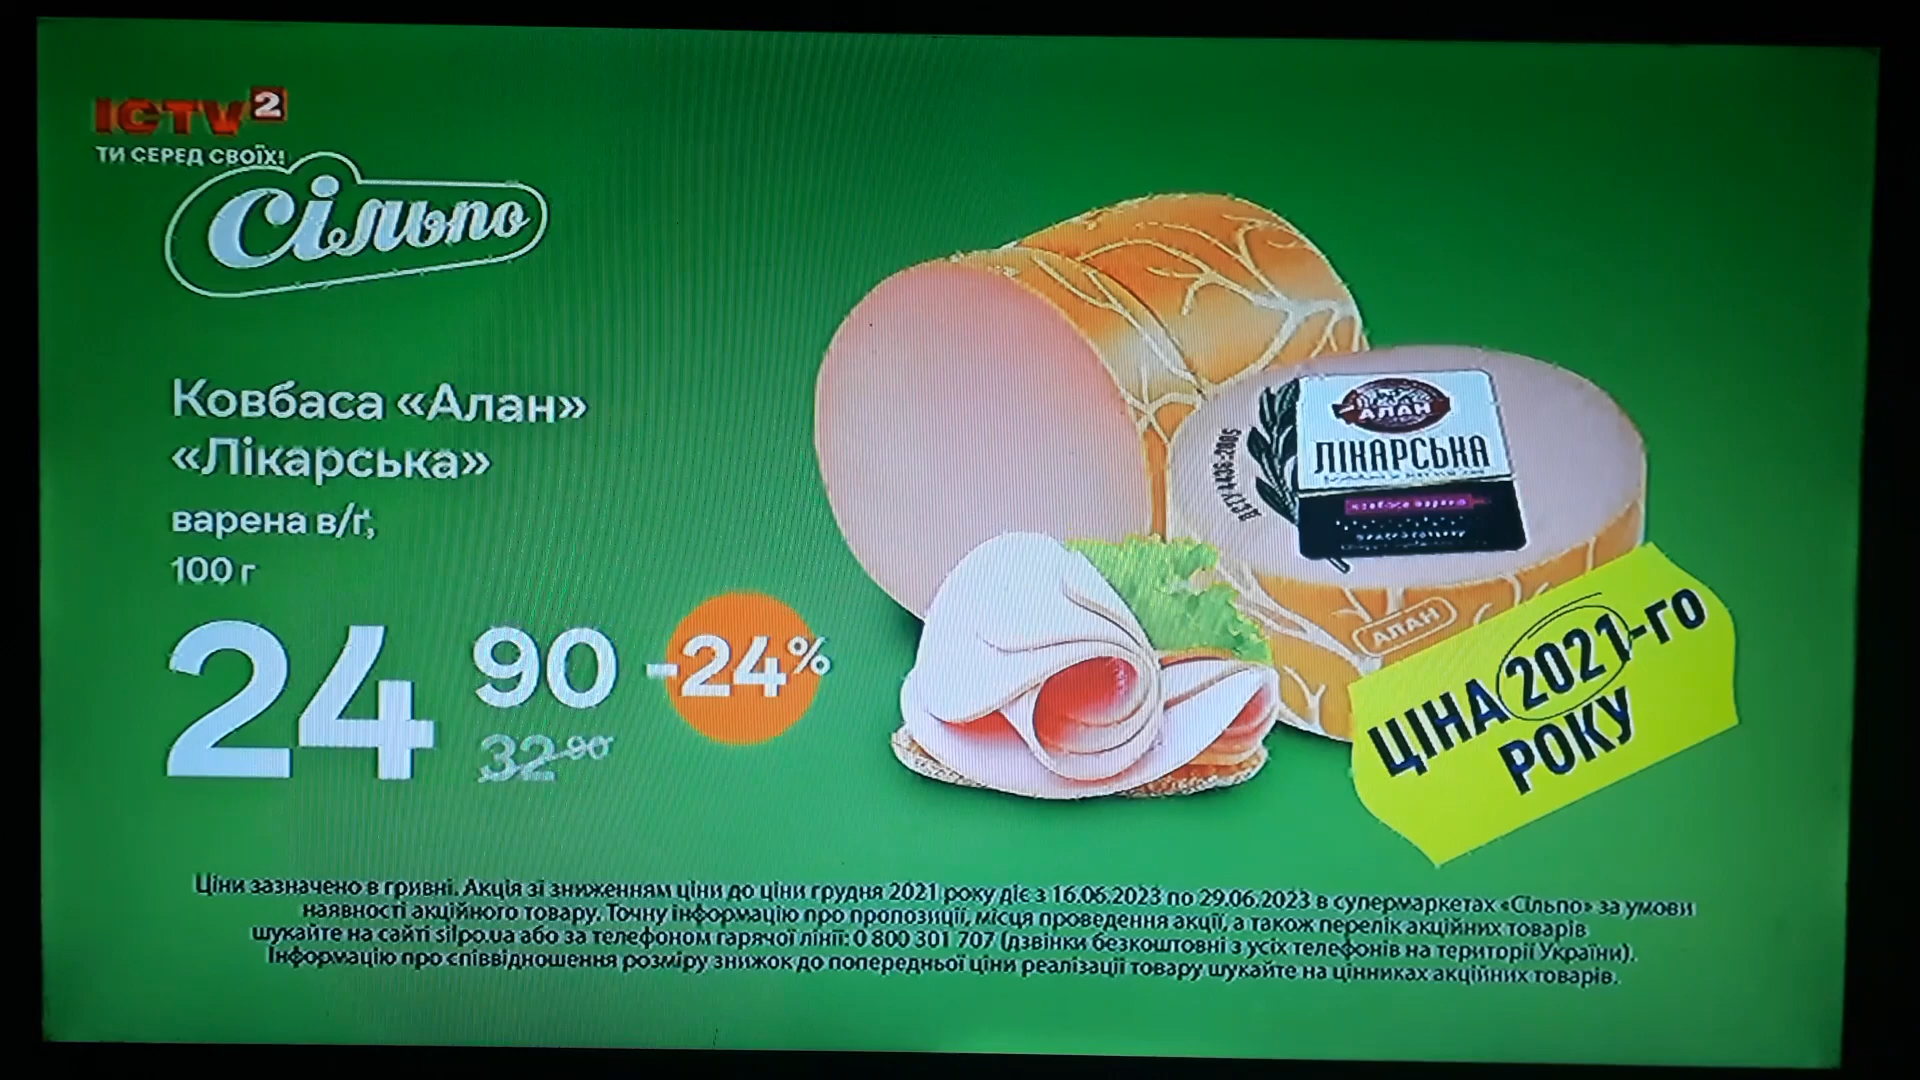 ICTV2
ТИ СЕРЕД СВОЇХ!
Сільпо
Ковбаса «Алан»
«Лікарська»
варена в/ґ,
100 г
24 90
-24%
32 90
АЛАН
ЛІКАРСЬКА
ДСТУ 4436:2005
АЛАН
ЦІНА 2021-го
РОКУ
Ціни зазначено в гривні. Акція зі зниженням ціни до ціни грудня 2021 року діє з 16.06.2023 по 29.06.2023 в супермаркетах «Сільпо» за умови
наявності акційного товару. Точну інформацію про пропозиції, місця проведення акції, а також перелік акційних товарів
шукайте на сайті silpo.ua або за телефоном гарячої лінії: 0 800 301 707 (дзвінки безкоштовні з усіх телефонів на території України).
Інформацію про співвідношення розміру знижок до попередньої ціни реалізації товару шукайте на цінниках акційних товарів.